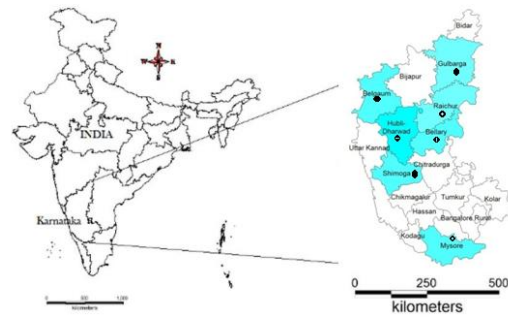 W
E
S
INDIA
Karnataka
R
Bidar
Gulbarga
Bijapur
Belgaum
Raichur
Hubli-
Dharwad
Bellary
Uttar Kannad
Chitradurga
Shimoga
Chikmagalur
Tumkur
Kolar
Hassan
Bangalore Rural
Kodagu
Mysore
0 250 500
kilometers
kilometers